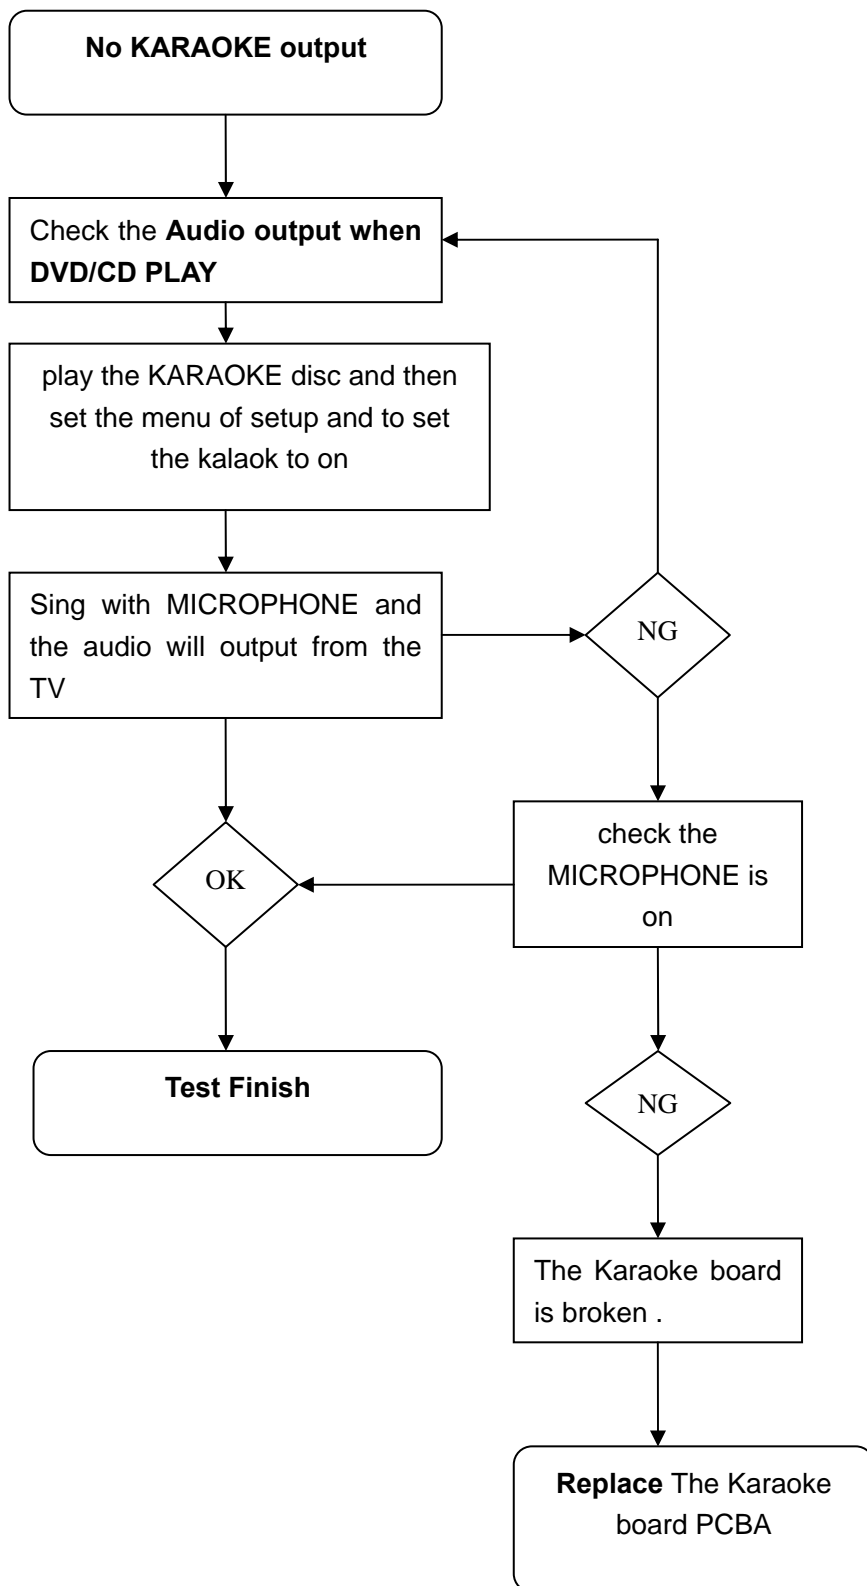 No KARAOKE output
Check the Audio output when
DVD/CD PLAY
play the KARAOKE disc and then
set the menu of setup and to set
the kalaok to on
Sing with MICROPHONE and
the audio will output from the
TV
NG
OK
check the
MICROPHONE is
on
Test Finish
NG
The Karaoke board
is broken .
Replace The Karaoke
board PCBA